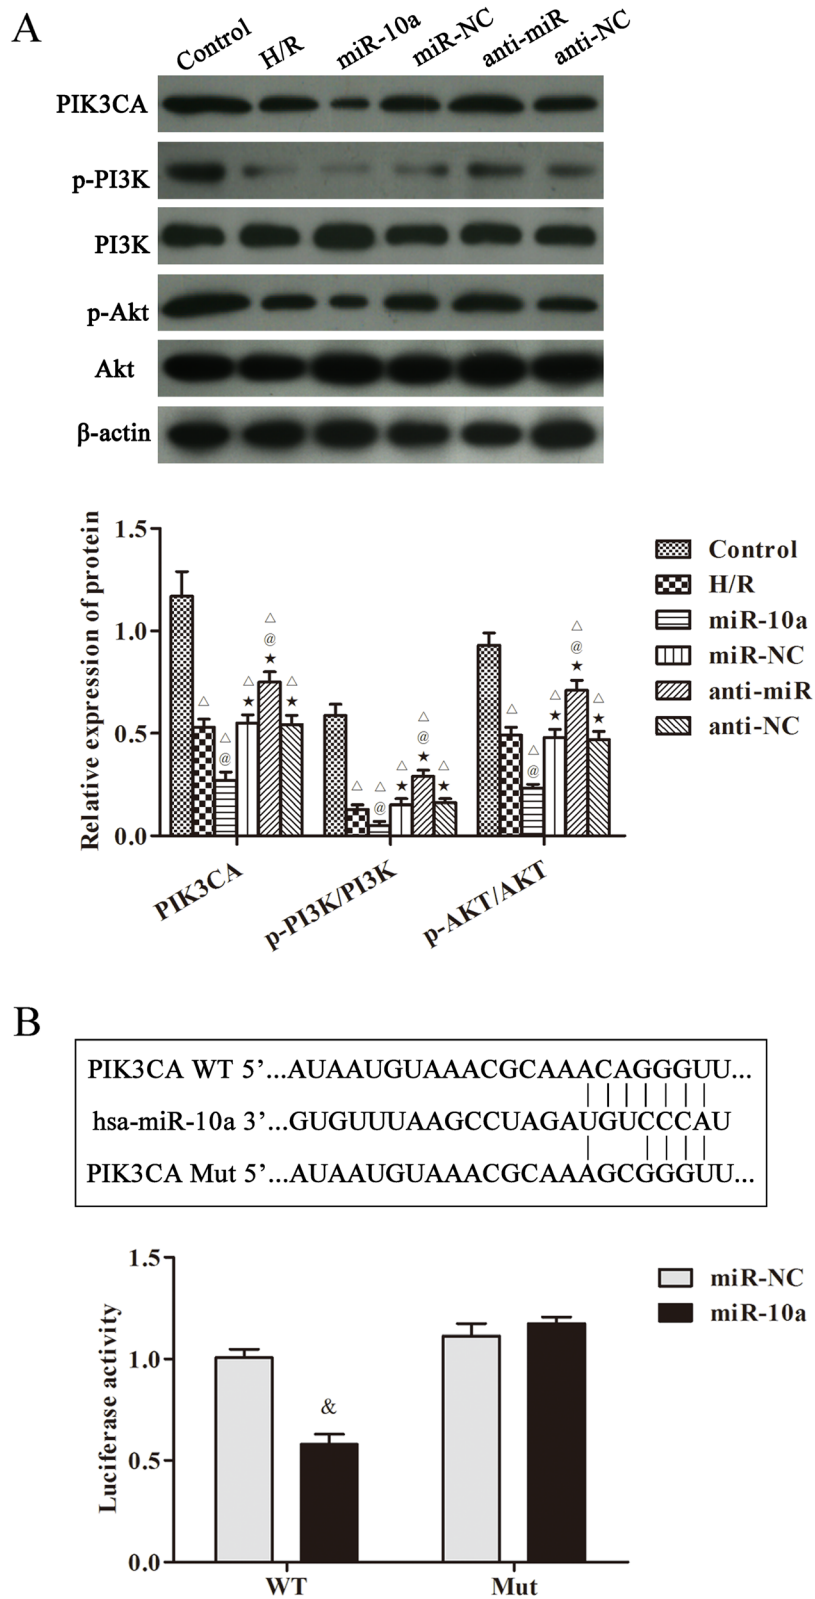 A
Control H/R miR-10a miR-NC anti-miR anti-NC
PIK3CA
p-PI3K
PI3K
p-Akt
Akt
β-actin
Relative expression of protein
1.5
1.0
0.5
0.0
△ △ @ △ ★ △ @ ★ △ ★
△ △ @ △ ★ △ @ ★ △ ★
△ △ @ △ ★ △ @ ★ △ ★
PIK3CA p-PI3K/PI3K p-AKT/AKT
Control
H/R
miR-10a
miR-NC
anti-miR
anti-NC
B
PIK3CA WT 5’...AUAAUGUAAACGCAAACAGGGUU...
hsa-miR-10a 3’...GUGUUUAAGCCUAGAUGUCCCAU
PIK3CA Mut 5’...AUAAUGUAAACGCAAAGCGGGUU...
Luciferase activity
1.5
1.0
0.5
0.0
&
WT Mut
miR-NC
miR-10a